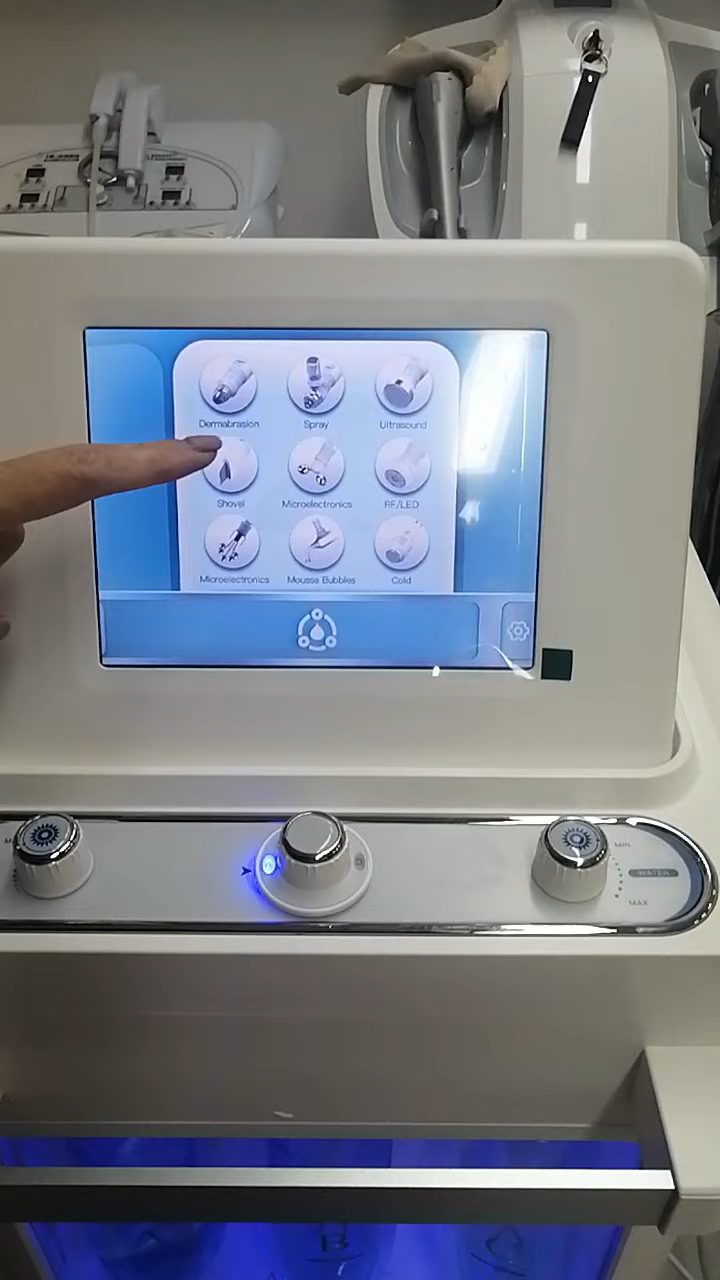 Dermabrasion Spray Ultrasound
Shovel Microelectronics RF/LED
Microelectronics Mousse Bubbles Cold
MIN
WATER
MAX
B